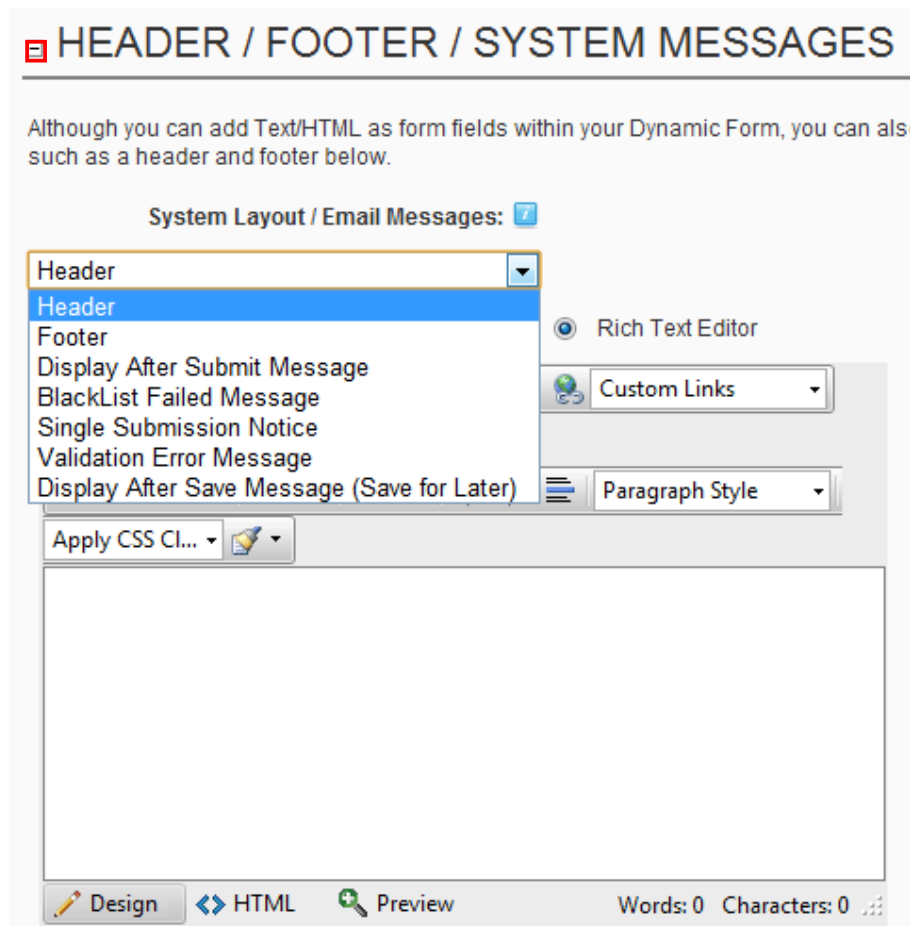 HEADER / FOOTER / SYSTEM MESSAGES
Although you can add Text/HTML as form fields within your Dynamic Form, you can als
such as a header and footer below.
System Layout / Email Messages:
Header
Header
Footer
Display After Submit Message
BlackList Failed Message
Single Submission Notice
Validation Error Message
Display After Save Message (Save for Later)
Rich Text Editor
Custom Links
Paragraph Style
Apply CSS Cl...
Design HTML Preview Words: 0 Characters: 0